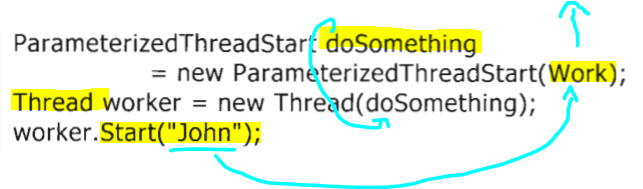 ParameterizedThreadStart doSomething
= new ParameterizedThreadStart(Work);
Thread worker = new Thread(doSomething);
worker.Start("John");